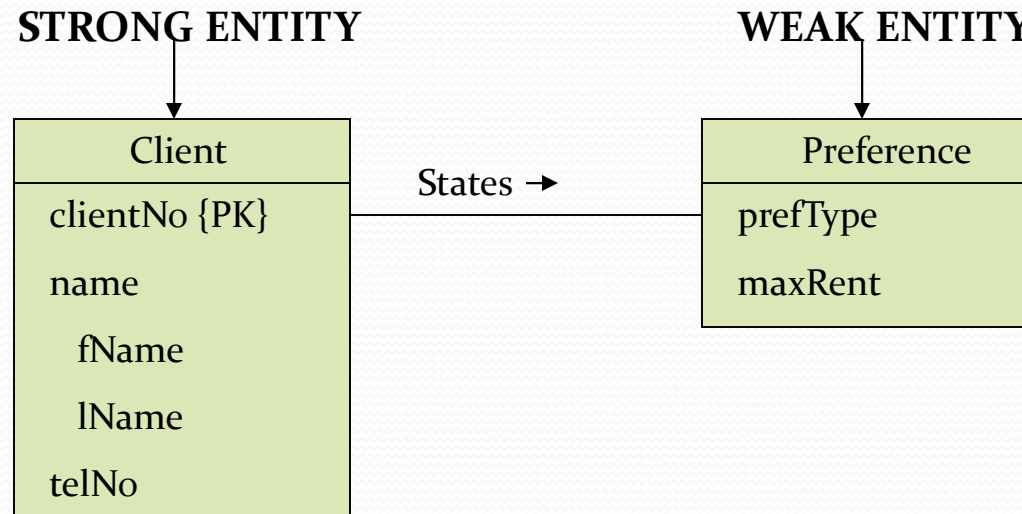 STRONG ENTITY
WEAK ENTITY
Client
States
Preference
clientNo {PK}
name
fName
lName
telNo
prefType
maxRent